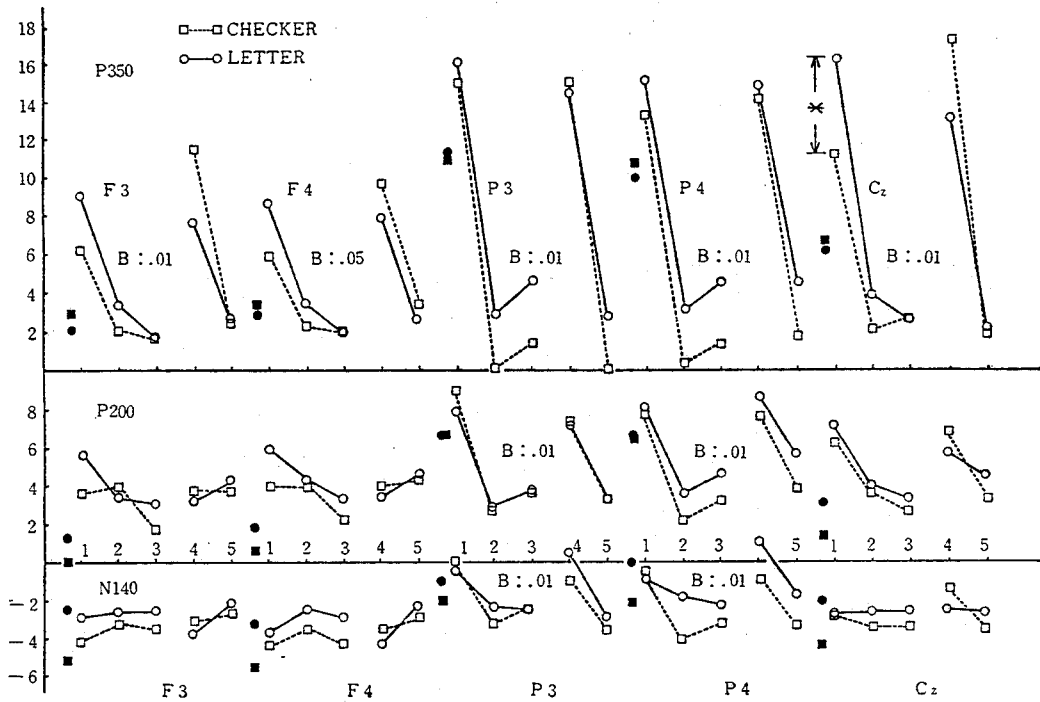 18
□---□ CHECKER
16
○—○ LETTER
P350
14
12
10
8
F3 F4 P3 P4 Cz
6
B:.01 B:.05 B:.01 B:.01 B:.01
4
2
P200
8
6
B:.01 B:.01
4
2
1 2 3 4 5 1 2 3 4 5 1 2 3 4 5 1 2 3 4 5 1 2 3 4 5
N140
B:.01 B:.01
-2
-4
-6
F3 F4 P3 P4 Cz